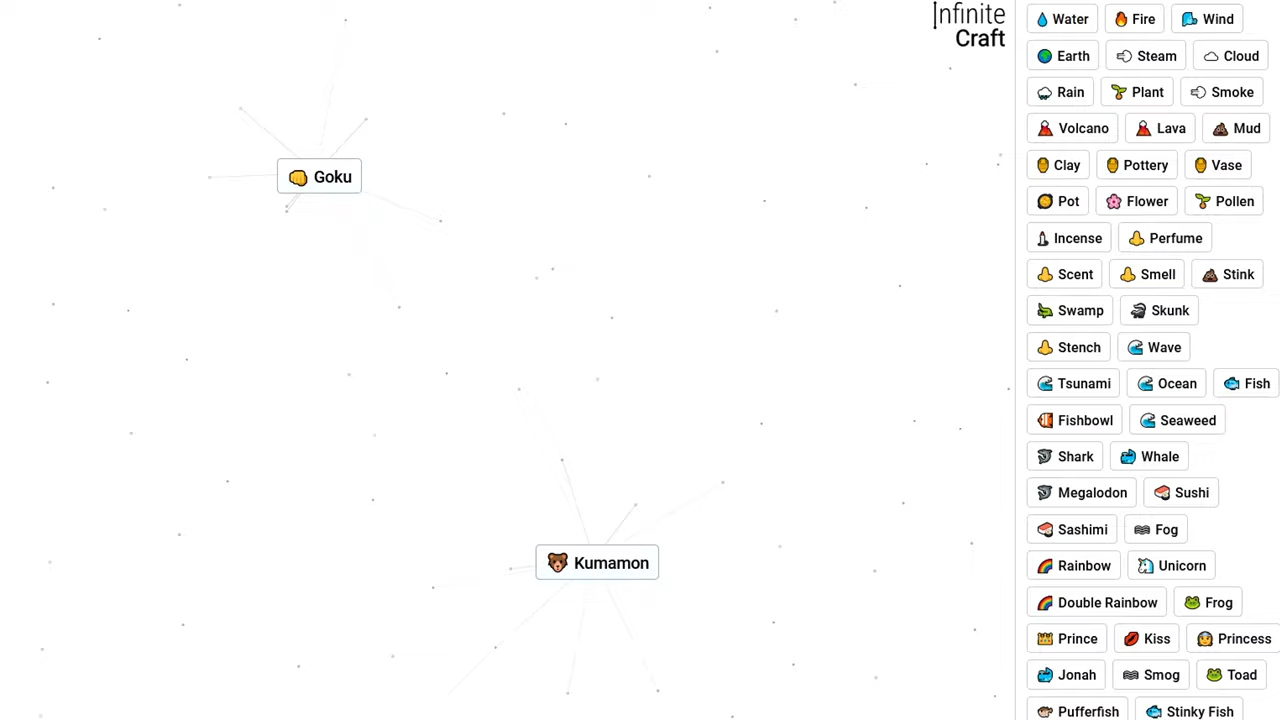 Infinite
Craft
Goku
Kumamon
Water Fire Wind
Earth Steam Cloud
Rain Plant Smoke
Volcano Lava Mud
Clay Pottery Vase
Pot Flower Pollen
Incense Perfume
Scent Smell Stink
Swamp Skunk
Stench Wave
Tsunami Ocean Fish
Fishbowl Seaweed
Shark Whale
Megalodon Sushi
Sashimi Fog
Rainbow Unicorn
Double Rainbow Frog
Prince Kiss Princess
Jonah Smog Toad
Pufferfish Stinky Fish